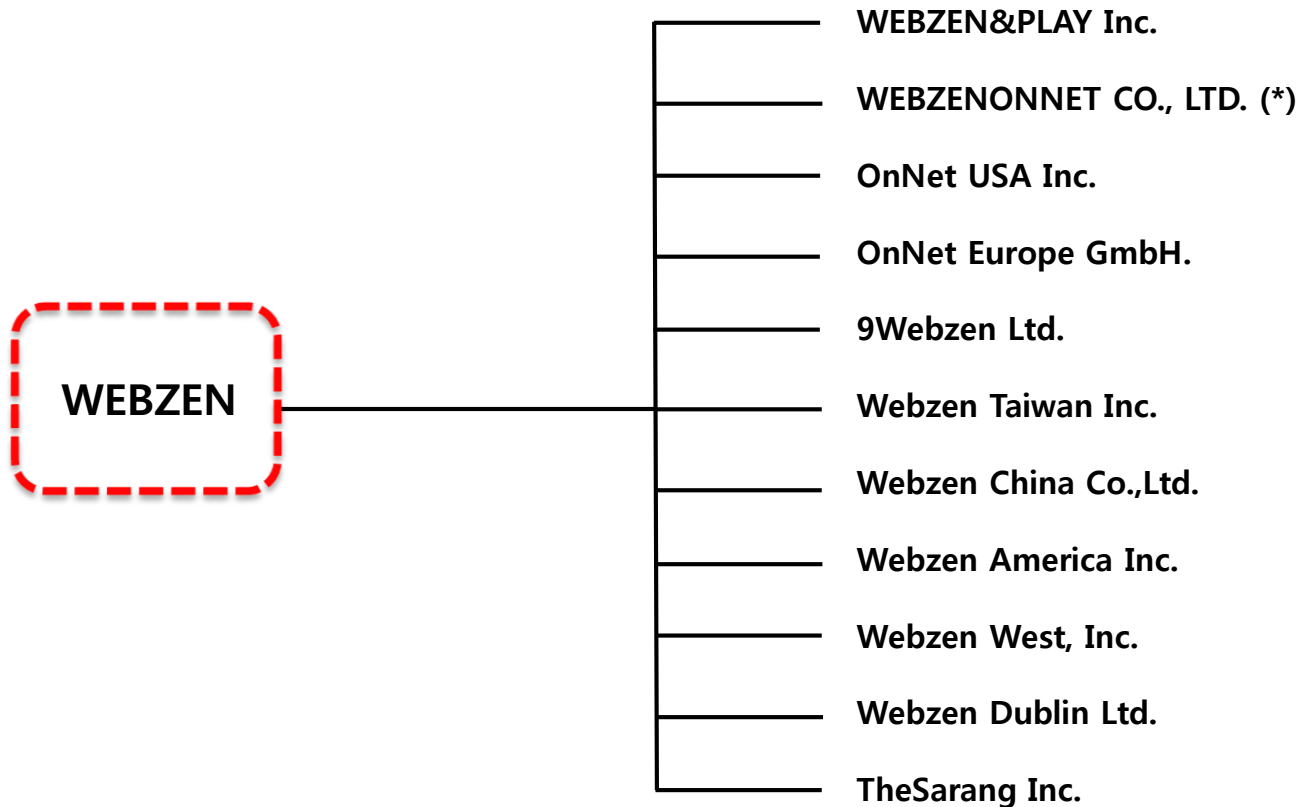 WEBZEN&PLAY Inc.
WEBZENONNET CO., LTD. (*)
OnNet USA Inc.
OnNet Europe GmbH.
9Webzen Ltd.
WEBZEN
Webzen Taiwan Inc.
Webzen China Co.,Ltd.
Webzen America Inc.
Webzen West, Inc.
Webzen Dublin Ltd.
TheSarang Inc.